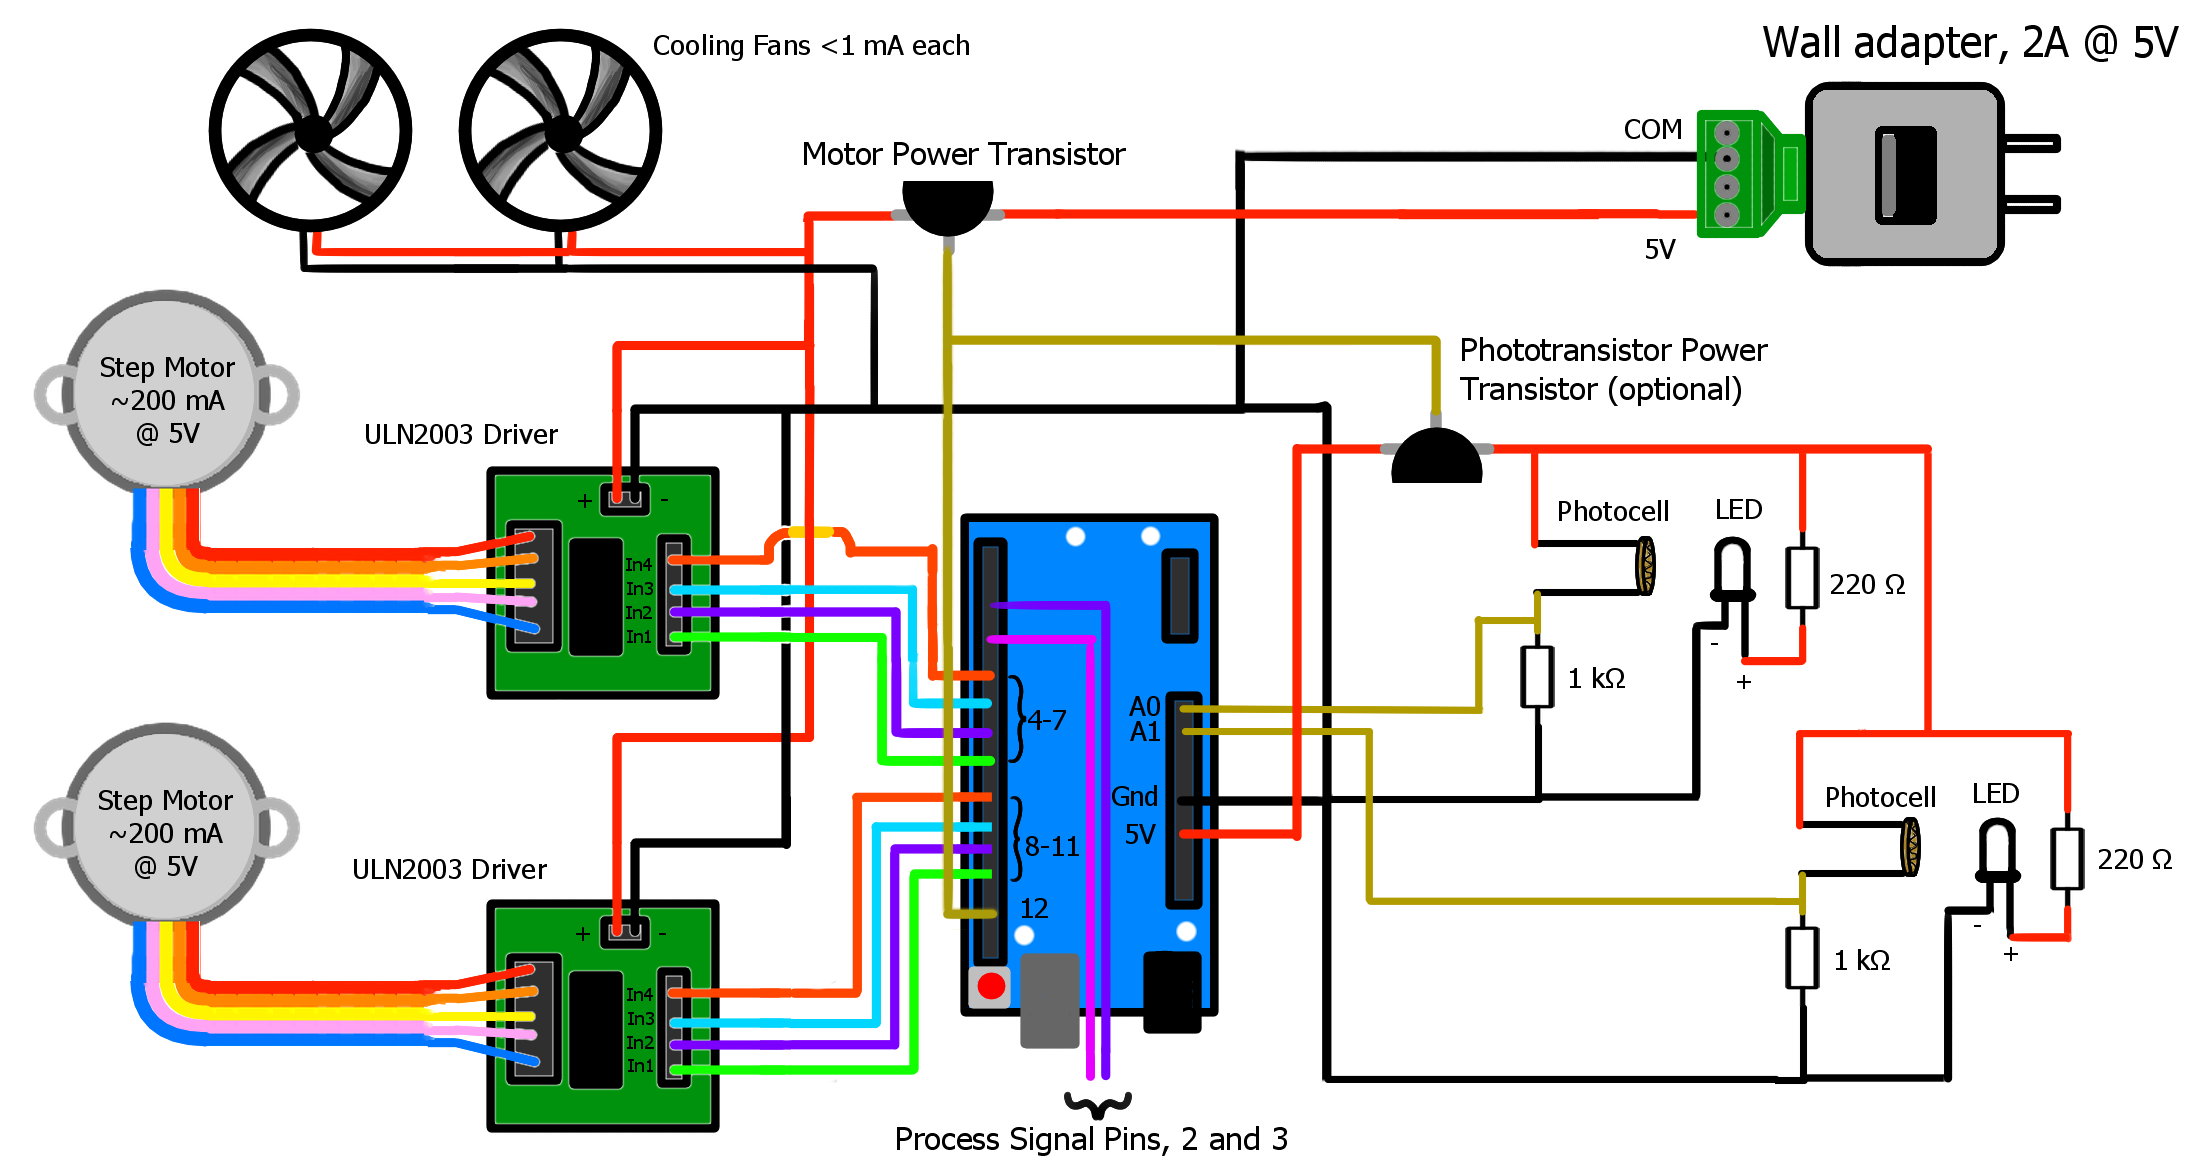 Cooling Fans <1 mA each
Wall adapter, 2A @ 5V
COM
5V
Motor Power Transistor
Step Motor
~200 mA
@ 5V
ULN2003 Driver
+ -
In4
In3
In2
In1
Phototransistor Power
Transistor (optional)
Photocell
LED
220 Ω
- +
1 kΩ
A0
A1
4-7
Gnd
5V
8-11
12
Step Motor
~200 mA
@ 5V
ULN2003 Driver
+ -
In4
In3
In2
In1
Photocell
LED
220 Ω
- +
1 kΩ
Process Signal Pins, 2 and 3